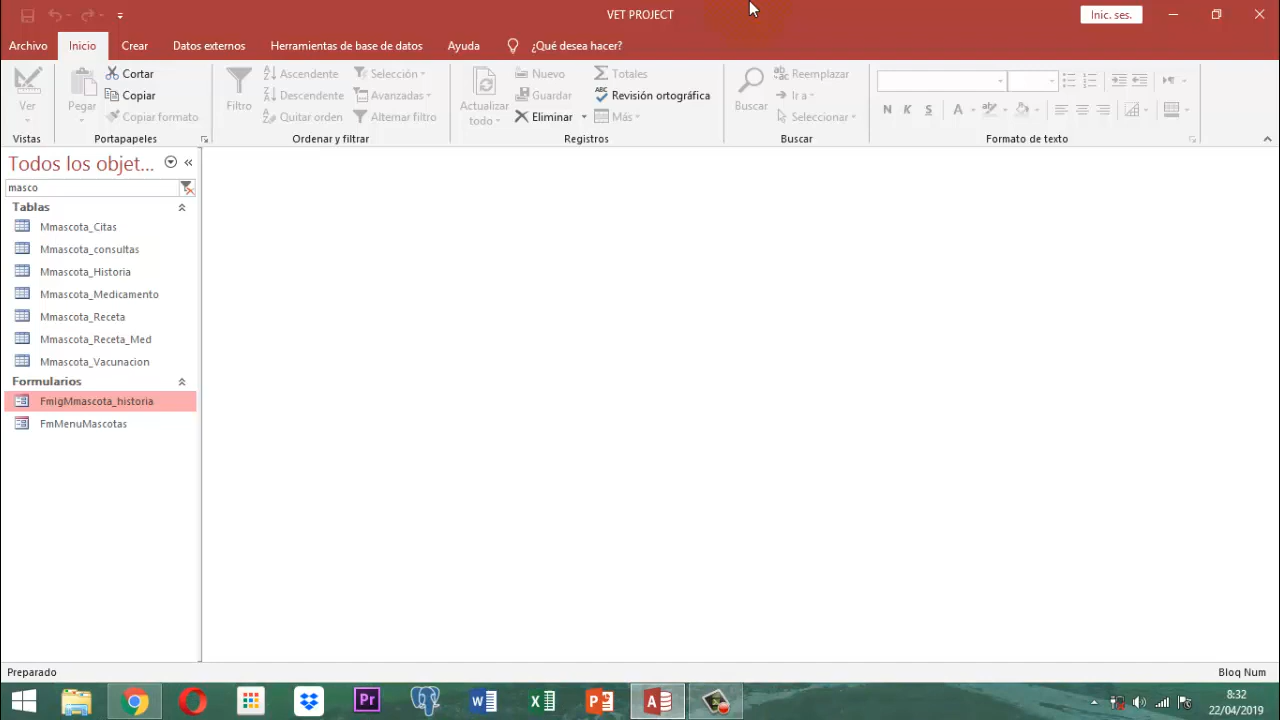 VET PROJECT
Inic. ses.
Archivo Inicio Crear Datos externos Herramientas de base de datos Ayuda ¿Qué desea hacer?
Ver
Pegar
Cortar
Copiar
Copiar formato
Filtro
Ascendente
Descendente
Quitar orden
Selección
Avanzadas
Alternar filtro
Actualizar
todo
Nuevo
Guardar
Eliminar
Totales
Revisión ortográfica
Más
Buscar
Reemplazar
Ir a
Seleccionar
N K S A
Vistas Portapapeles Ordenar y filtrar Registros Buscar Formato de texto
Todos los objet...
masco
Tablas
Mmascota_Citas
Mmascota_consultas
Mmascota_Historia
Mmascota_Medicamento
Mmascota_Receta
Mmascota_Receta_Med
Mmascota_Vacunacion
Formularios
FmIgMmascota_historia
FmMenuMascotas
Preparado
Bloq Num
8:32
22/04/2019